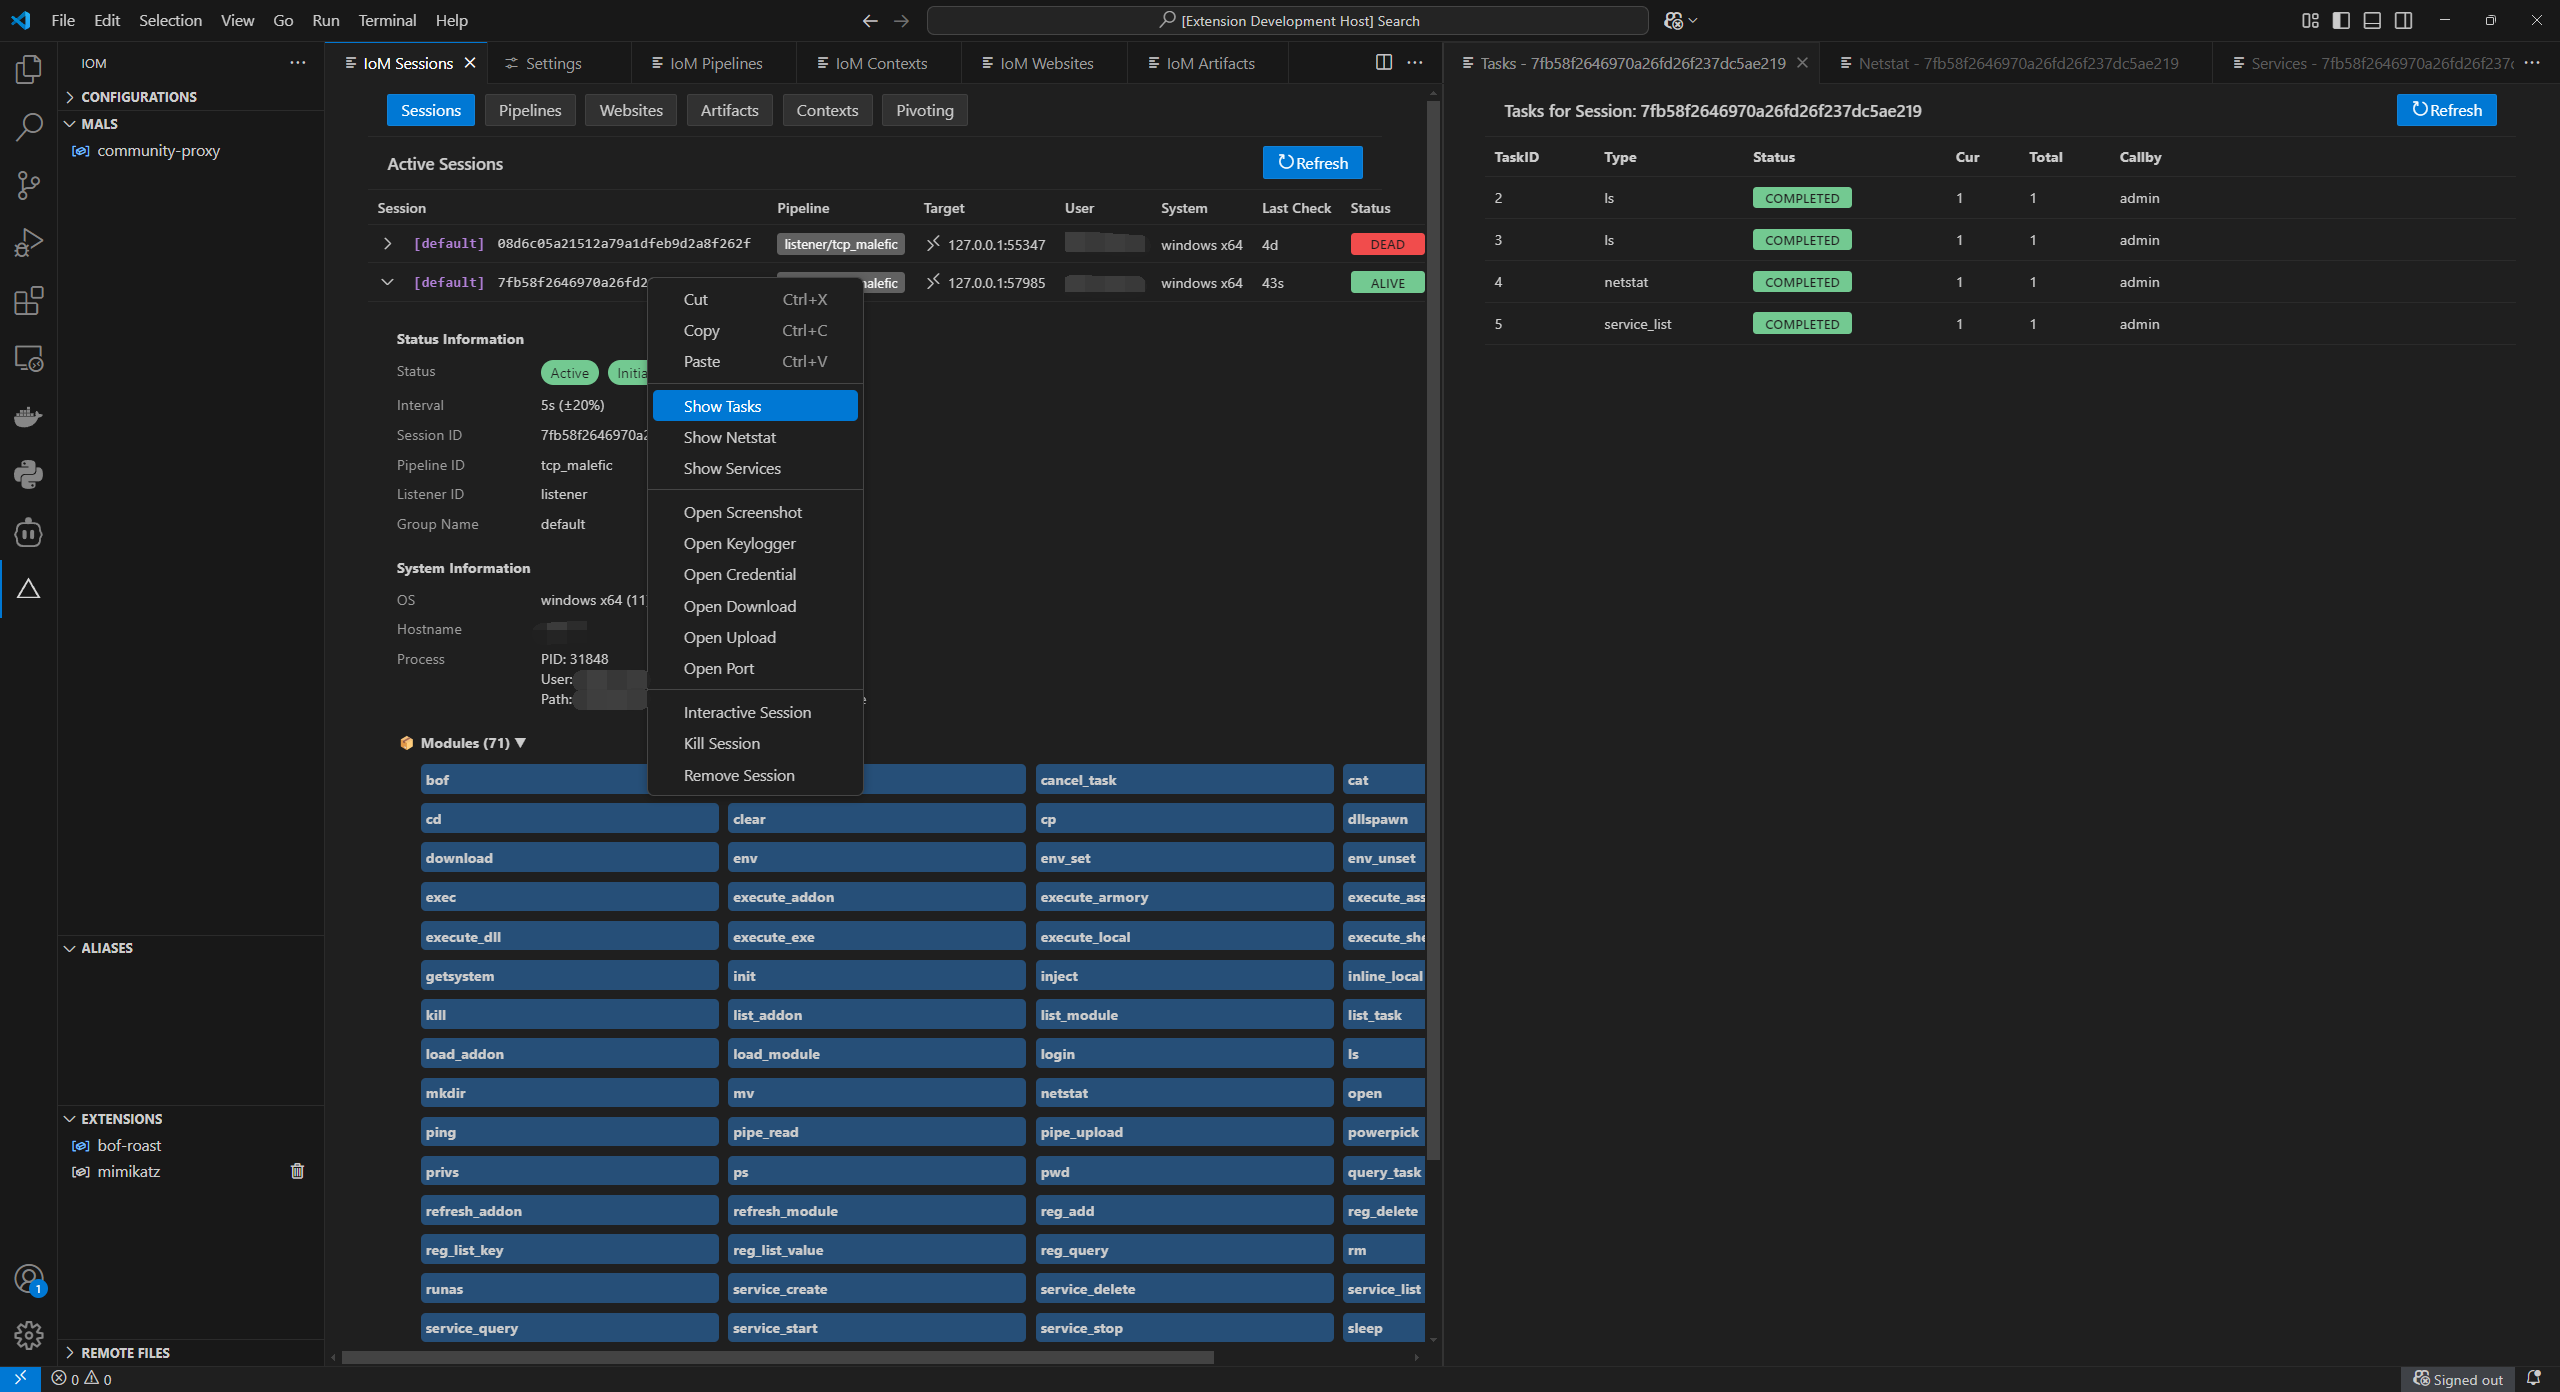 File Edit Selection View Go Run Terminal Help
[Extension Development Host] Search
IOM
CONFIGURATIONS
MALS
community-proxy
ALIASES
EXTENSIONS
bof-roast
mimikatz
REMOTE FILES
IoM Sessions Settings IoM Pipelines IoM Contexts IoM Websites IoM Artifacts
Sessions Pipelines Websites Artifacts Contexts Pivoting
Active Sessions Refresh
Session Pipeline Target User System Last Check Status
[default] 08d6c05a21512a79a1dfeb9d2a8f262f listener/tcp_malefic 127.0.0.1:55347 windows x64 4d DEAD
[default] 7fb58f2646970a26fd2 alefic 127.0.0.1:57985 windows x64 43s ALIVE
Status Information
Status Active Initia
Interval 5s (±20%)
Session ID 7fb58f2646970a2
Pipeline ID tcp_malefic
Listener ID listener
Group Name default
System Information
OS windows x64 (11
Hostname
Process PID: 31848
User:
Path: e
Cut Ctrl+X
Copy Ctrl+C
Paste Ctrl+V
Show Tasks
Show Netstat
Show Services
Open Screenshot
Open Keylogger
Open Credential
Open Download
Open Upload
Open Port
Interactive Session
Kill Session
Remove Session
Modules (71) ▼
bof cancel_task cat
cd clear cp dllspawn
download env env_set env_unset
exec execute_addon execute_armory execute_ass
execute_dll execute_exe execute_local execute_she
getsystem init inject inline_local
kill list_addon list_module list_task
load_addon load_module login ls
mkdir mv netstat open
ping pipe_read pipe_upload powerpick
privs ps pwd query_task
refresh_addon refresh_module reg_add reg_delete
reg_list_key reg_list_value reg_query rm
runas service_create service_delete service_list
service_query service_start service_stop sleep
Tasks - 7fb58f2646970a26fd26f237dc5ae219 Netstat - 7fb58f2646970a26fd26f237dc5ae219 Services - 7fb58f2646970a26fd26f237c
Tasks for Session: 7fb58f2646970a26fd26f237dc5ae219 Refresh
TaskID Type Status Cur Total Callby
2 ls COMPLETED 1 1 admin
3 ls COMPLETED 1 1 admin
4 netstat COMPLETED 1 1 admin
5 service_list COMPLETED 1 1 admin
1
0 0
Signed out